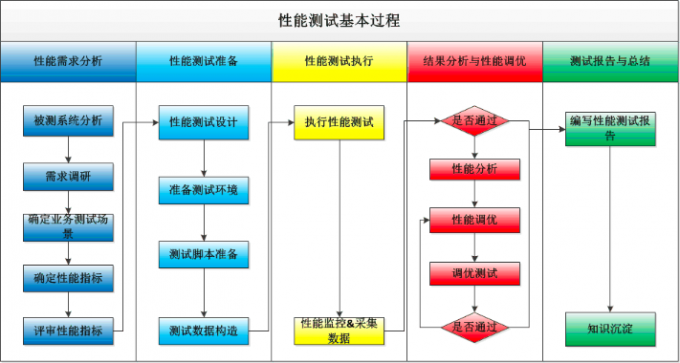 性能测试基本过程
性能需求分析
性能测试准备
性能测试执行
结果分析与性能调优
测试报告与总结
被测系统分析
需求调研
确定业务测试场
景
确定性能指标
评审性能指标
性能测试设计
准备测试环境
测试脚本准备
测试数据构造
执行性能测试
性能监控&采集
数据
是否通过
性能分析
性能调优
调优测试
是否通过
编写性能测试报
告
知识沉淀